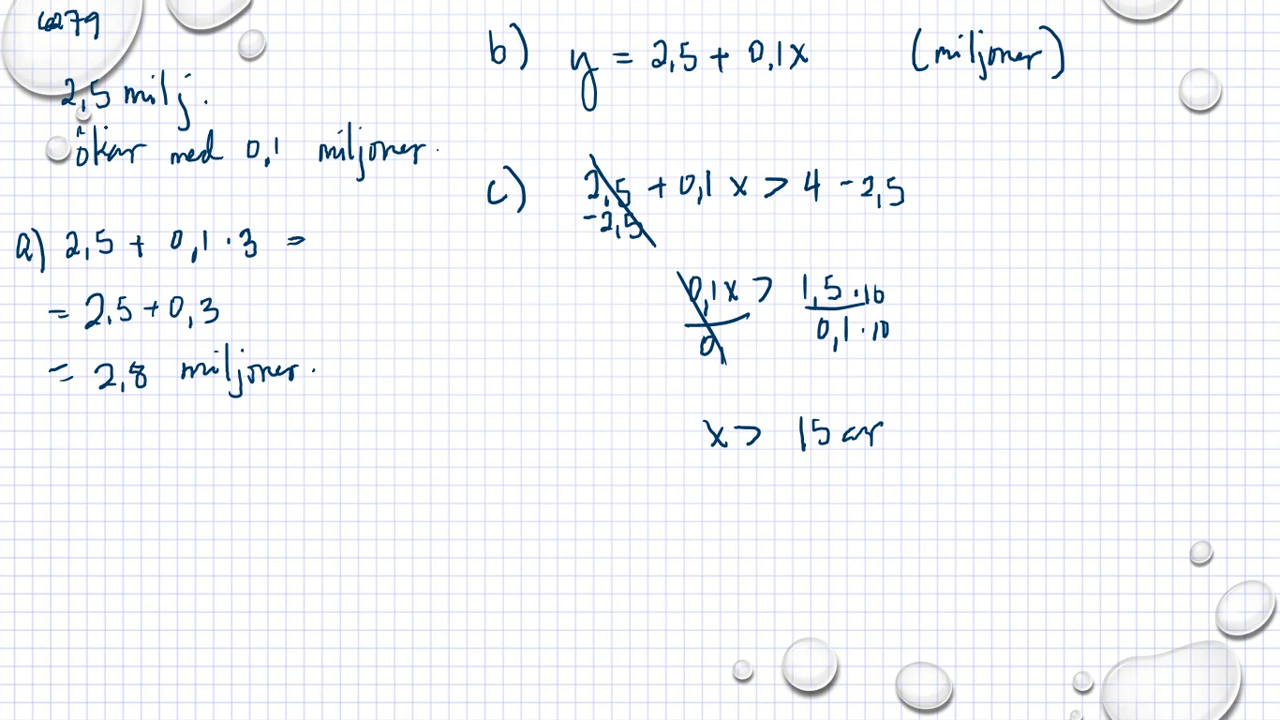 6279
2,5 milj.
ökar med 0,1 miljoner.
a) 2,5 + 0,1 · 3 =
= 2,5 + 0,3
= 2,8 miljoner.
b) y = 2,5 + 0,1x (miljoner)
c) 2,5 + 0,1 x > 4 - 2,5
-2,5
0,1x > 1,5 · 10
0, 0,1 · 10
x > 15 år